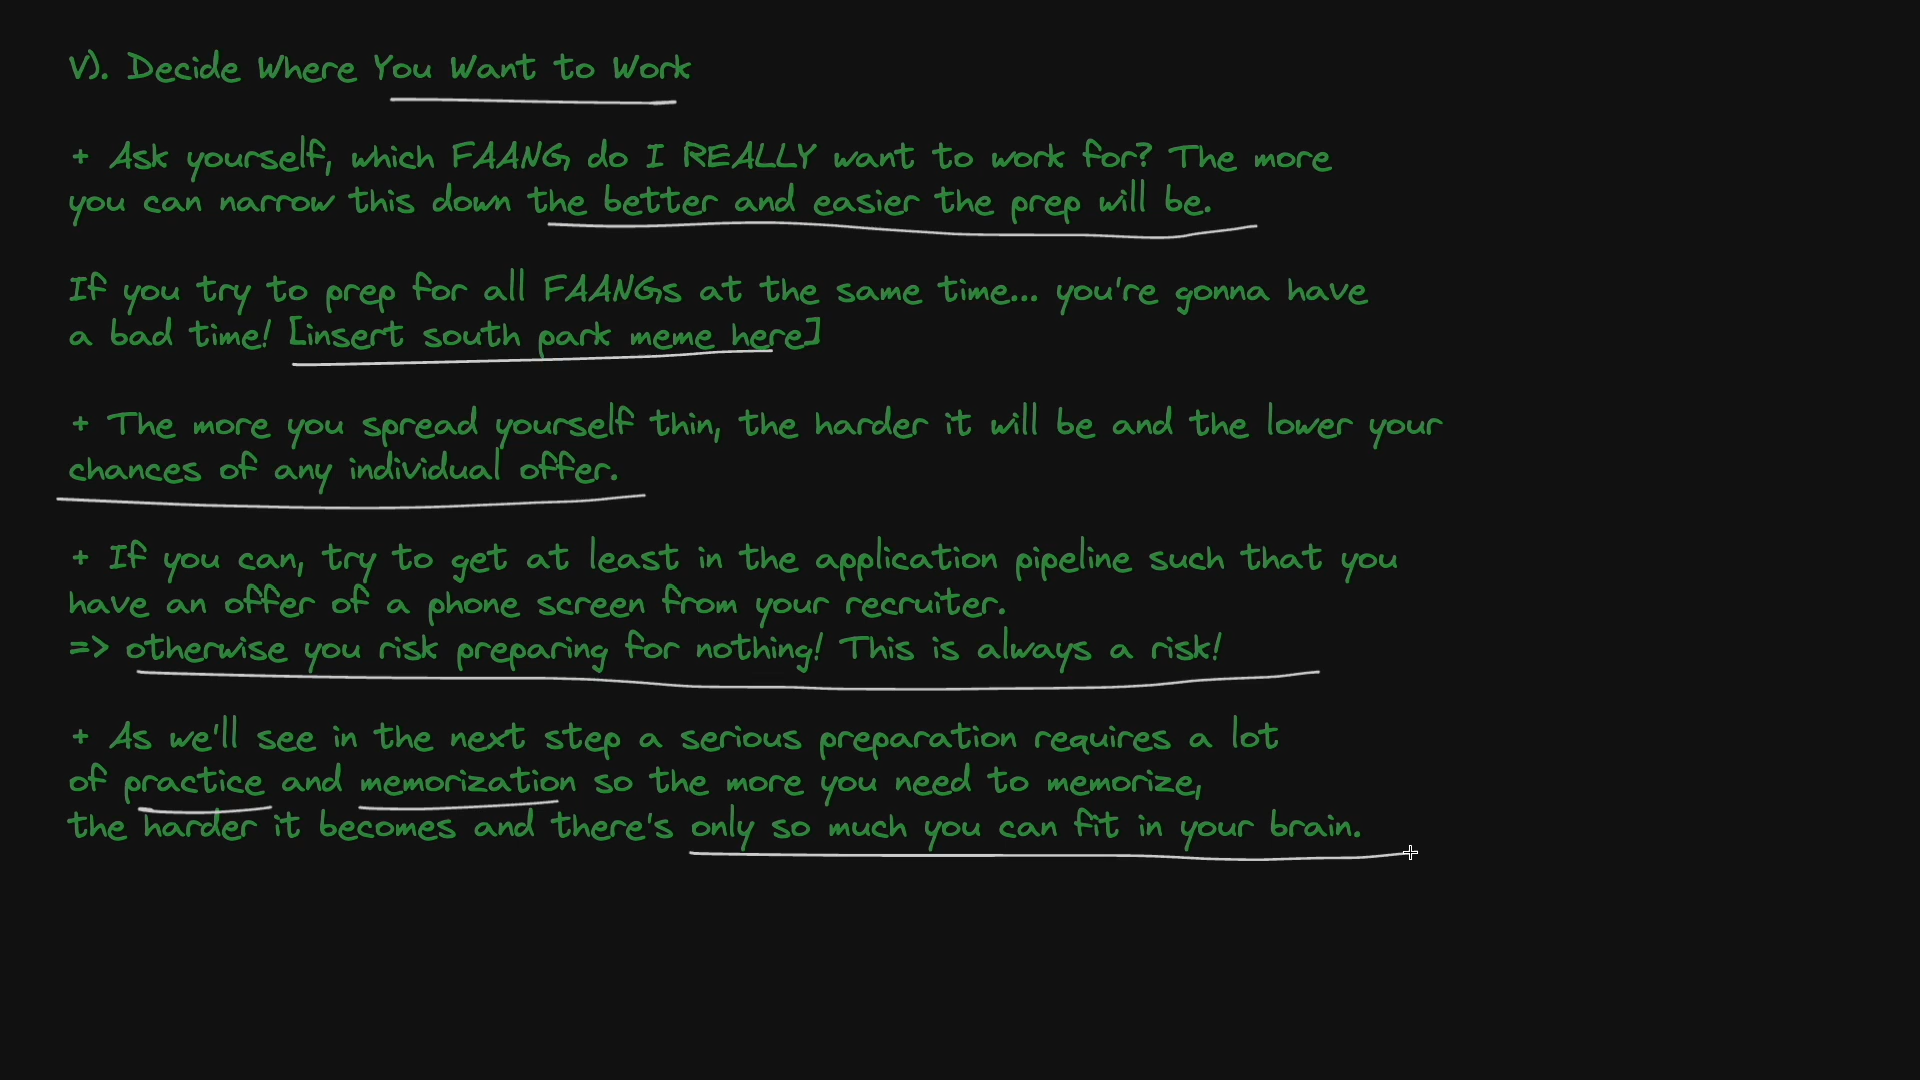 V). Decide Where You Want to Work
+ Ask yourself, which FAANG, do I REALLY want to work for? The more
you can narrow this down the better and easier the prep will be.
If you try to prep for all FAANGs at the same time... you're gonna have
a bad time! [insert south park meme here]
+ The more you spread yourself thin, the harder it will be and the lower your
chances of any individual offer.
+ If you can, try to get at least in the application pipeline such that you
have an offer of a phone screen from your recruiter.
=> otherwise you risk preparing for nothing! This is always a risk!
+ As we'll see in the next step a serious preparation requires a lot
of practice and memorization so the more you need to memorize,
the harder it becomes and there's only so much you can fit in your brain.